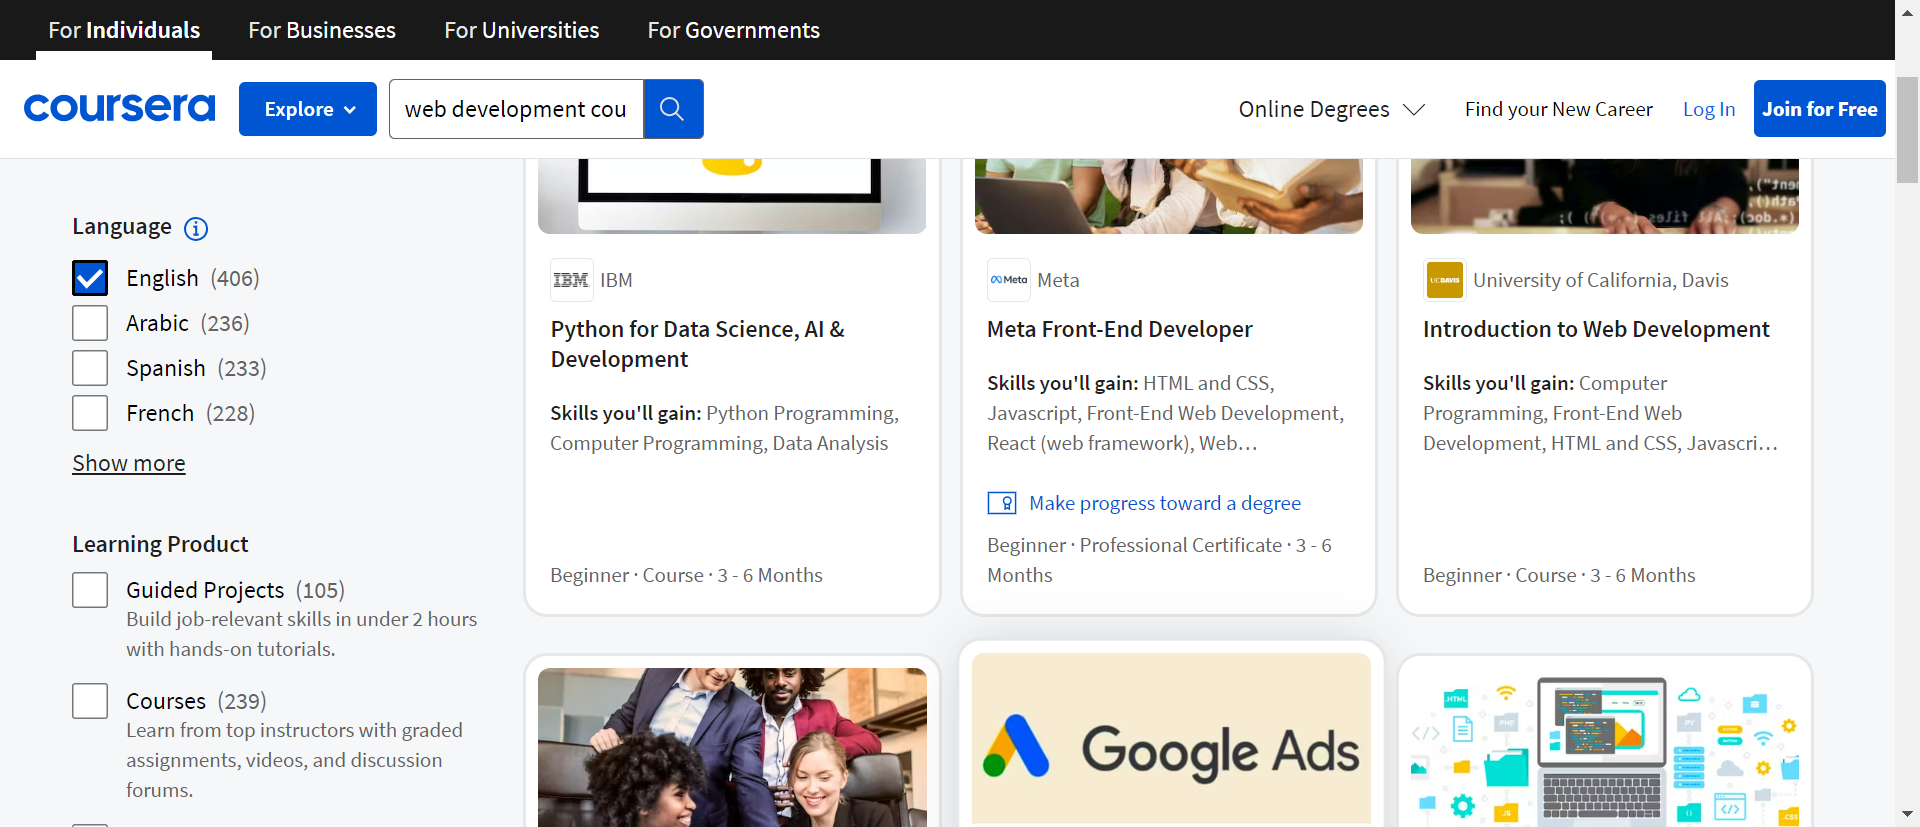 For Individuals
For Businesses
For Universities
For Governments
coursera
Explore
web development cou
Online Degrees
Find your New Career
Log In
Join for Free
Language
English (406)
Arabic (236)
Spanish (233)
French (228)
Show more
Learning Product
Guided Projects (105)
Build job-relevant skills in under 2 hours
with hands-on tutorials.
Courses (239)
Learn from top instructors with graded
assignments, videos, and discussion
forums.
IBM
IBM
Python for Data Science, AI &
Development
Skills you'll gain: Python Programming,
Computer Programming, Data Analysis
Beginner · Course · 3 - 6 Months
Meta
Meta
Meta Front-End Developer
Skills you'll gain: HTML and CSS,
Javascript, Front-End Web Development,
React (web framework), Web…
Make progress toward a degree
Beginner · Professional Certificate · 3 - 6
Months
UCDAVIS
University of California, Davis
Introduction to Web Development
Skills you'll gain: Computer
Programming, Front-End Web
Development, HTML and CSS, Javascri…
Beginner · Course · 3 - 6 Months
Google Ads
.HTML
PHP
.PY
</>
.JS
</>
{}
.CSS